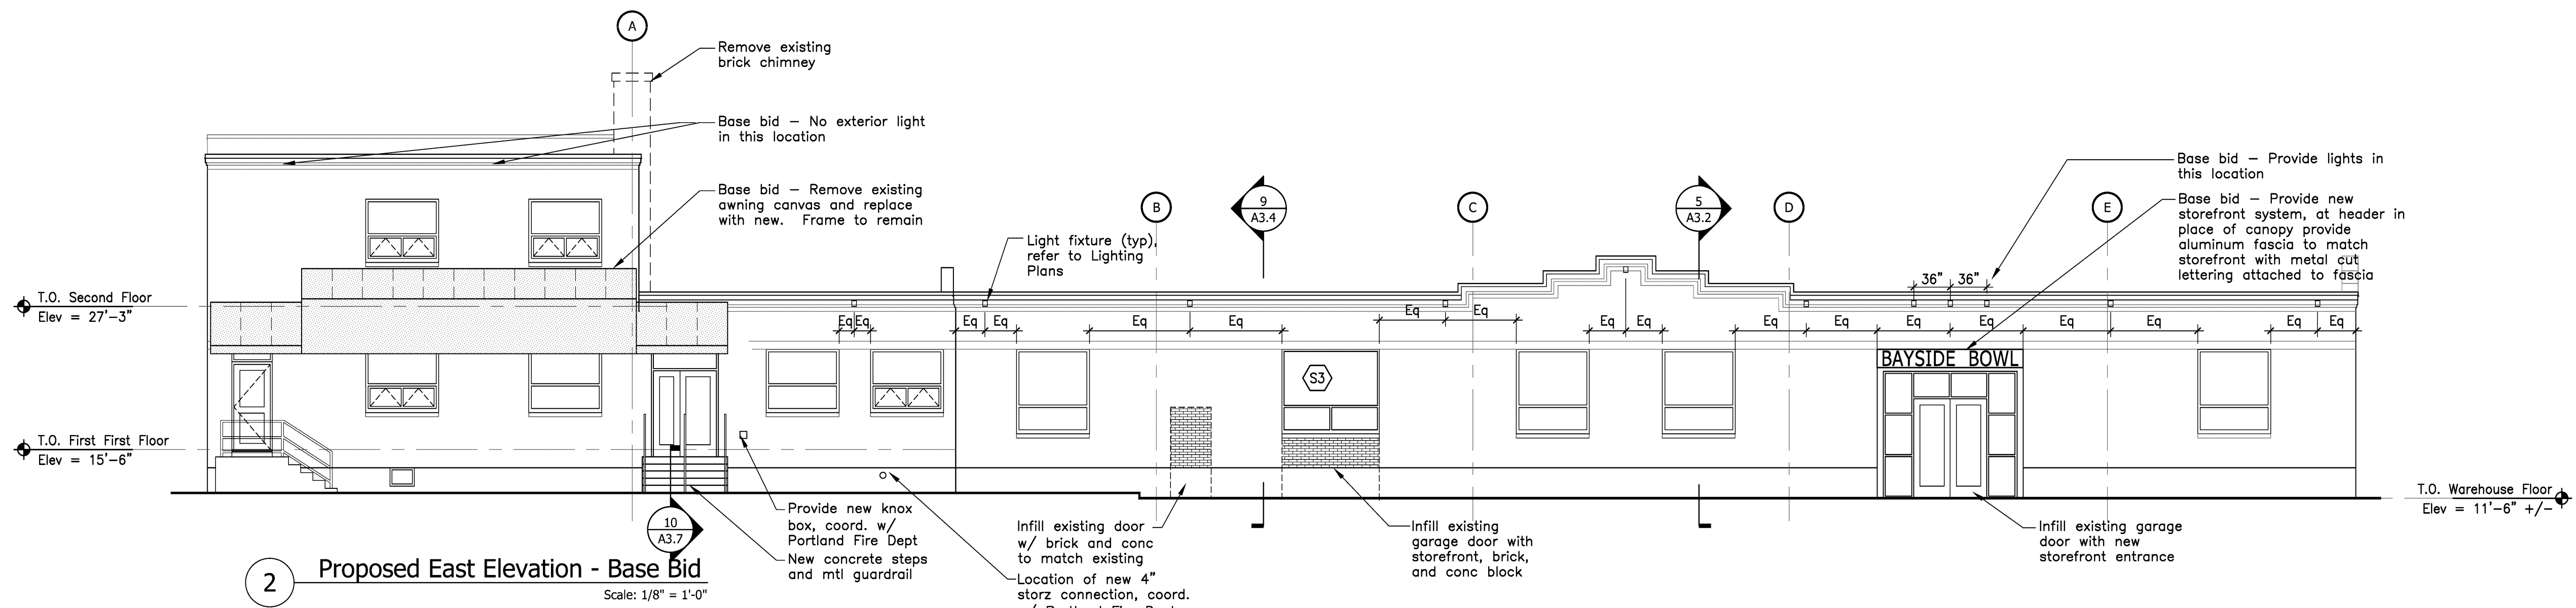 A
Remove existing
brick chimney
Base bid – No exterior light
in this location
Base bid – Remove existing
awning canvas and replace
with new. Frame to remain
Light fixture (typ),
refer to Lighting
Plans
B
9
A3.4
C
5
A3.2
D
E
Base bid – Provide lights in
this location
Base bid – Provide new
storefront system, at header in
place of canopy provide
aluminum fascia to match
storefront with metal cut
lettering attached to fascia
36" 36"
T.O. Second Floor
Elev = 27'-3"
Eq Eq Eq Eq Eq Eq Eq Eq Eq Eq Eq Eq Eq Eq Eq Eq Eq Eq
BAYSIDE BOWL
S3
T.O. First First Floor
Elev = 15'-6"
T.O. Warehouse Floor
Elev = 11'-6" +/-
10
A3.7
Provide new knox
box, coord. w/
Portland Fire Dept
New concrete steps
and mtl guardrail
Infill existing door
w/ brick and conc
to match existing
Location of new 4"
storz connection, coord.
Infill existing
garage door with
storefront, brick,
and conc block
Infill existing garage
door with new
storefront entrance
2
Proposed East Elevation - Base Bid
Scale: 1/8" = 1'-0"